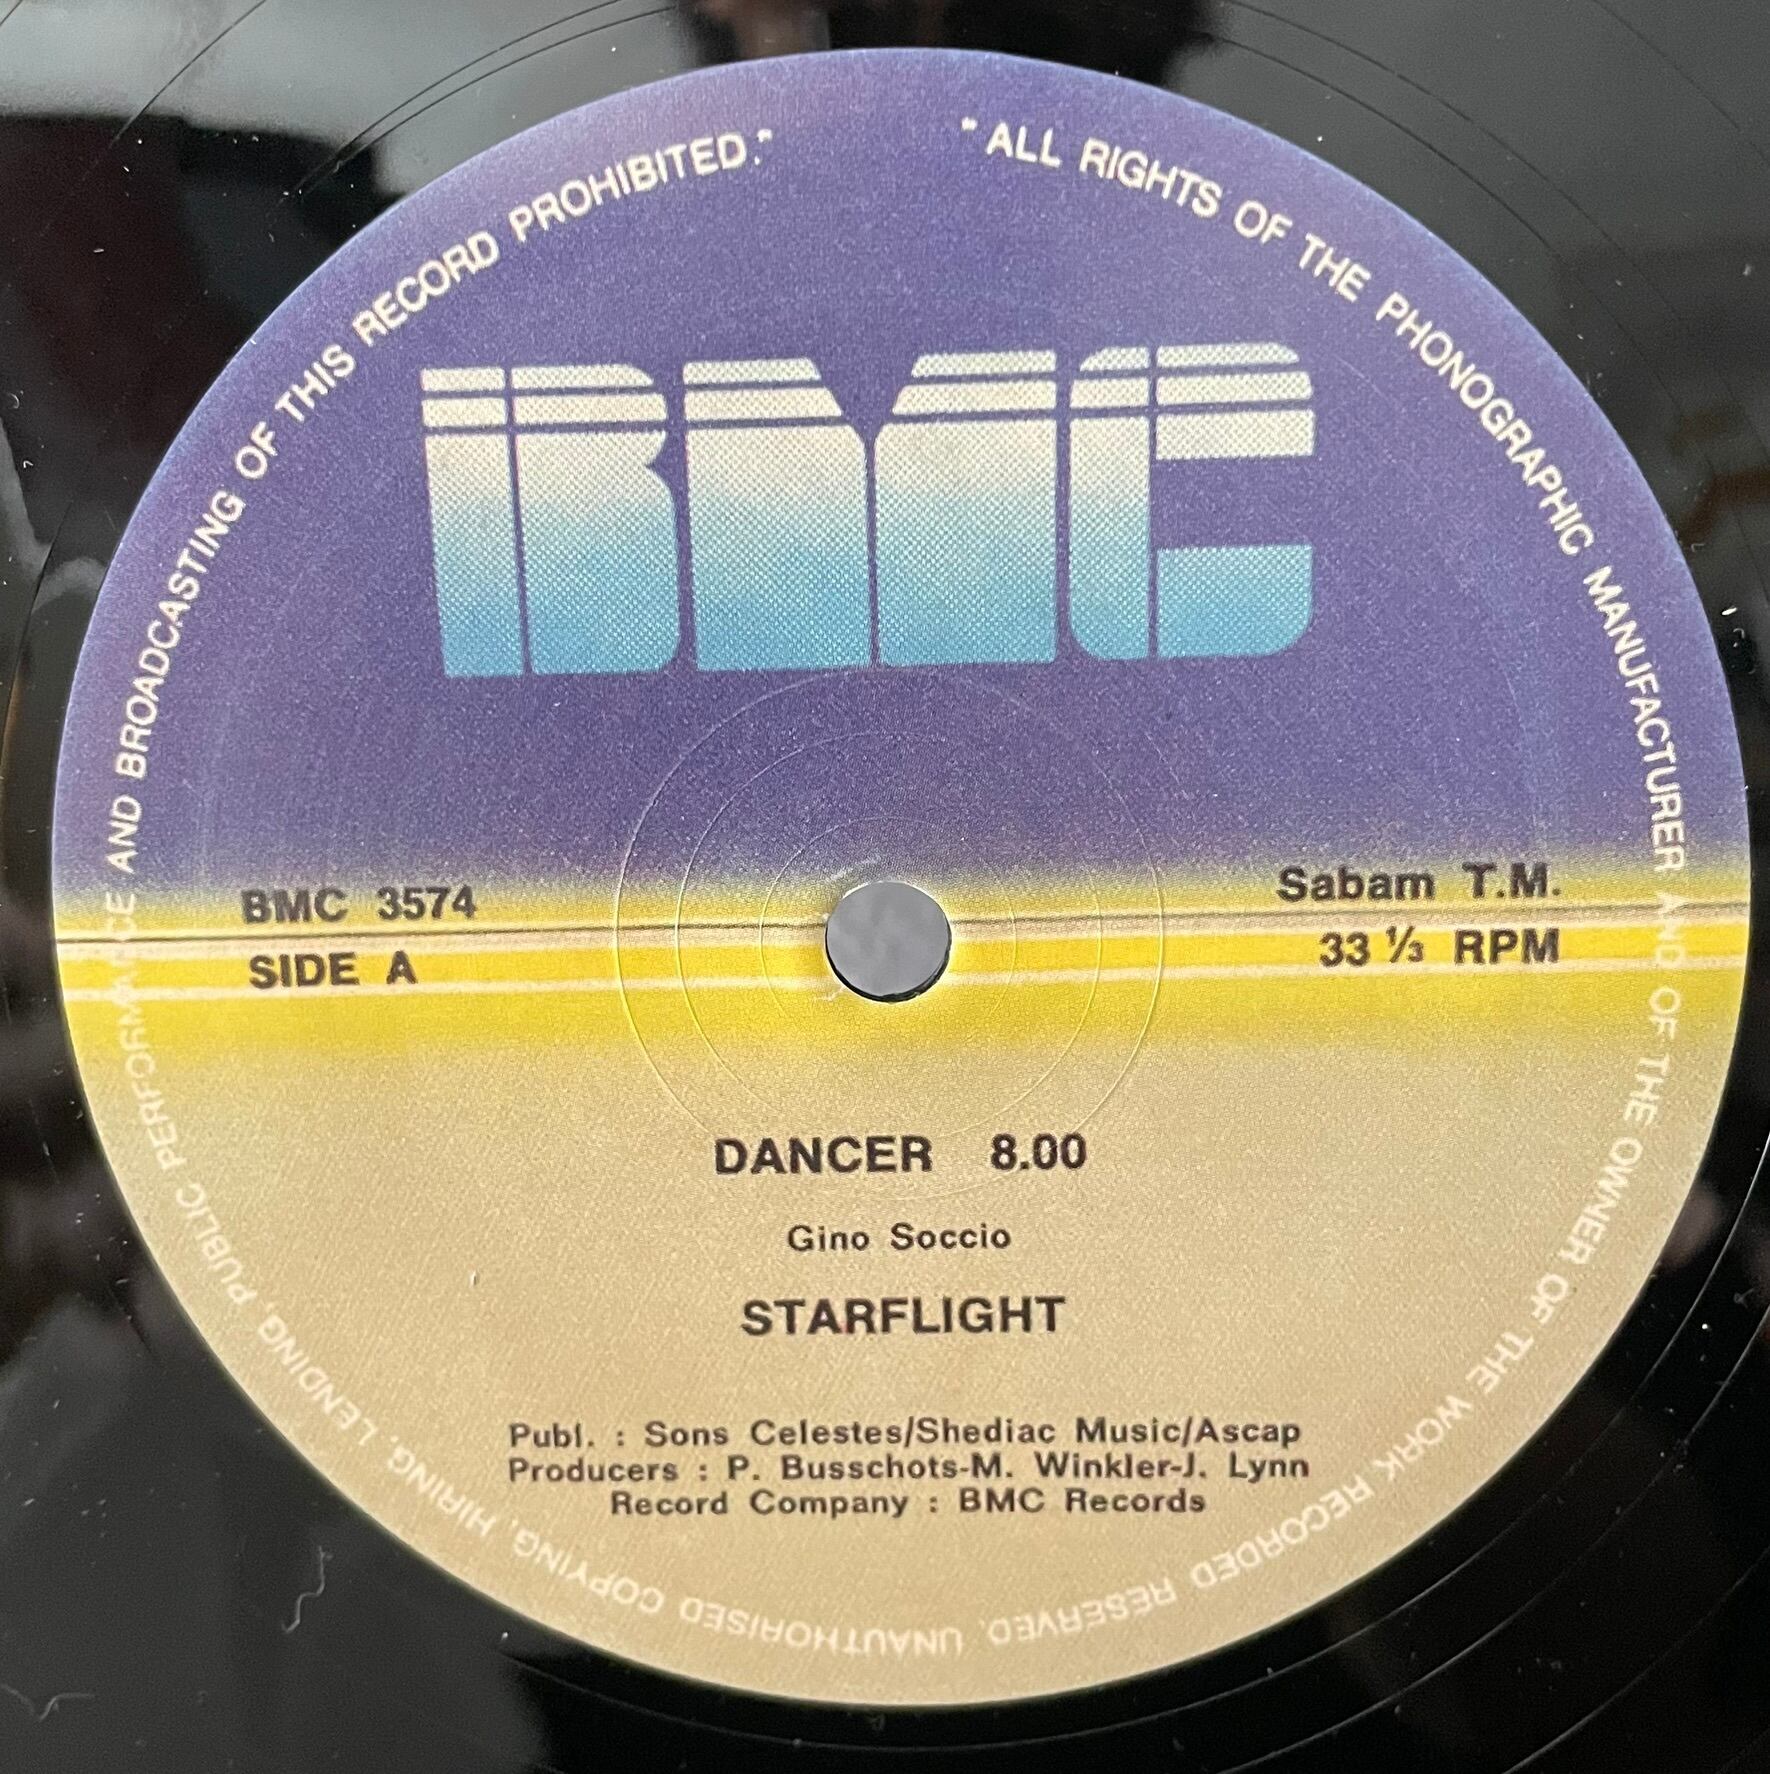 "ALL RIGHTS OF THE PHONOGRAPHIC MANUFACTURER AND OF THE OWNER OF THE WORK RECORDED RESERVED. UNAUTHORISED COPYING, HIRING, LENDING, PUBLIC PERFORMANCE AND BROADCASTING OF THIS RECORD PROHIBITED."
BMC
BMC 3574
SIDE A
Sabam T.M.
33 1/3 RPM
DANCER 8.00
Gino Soccio
STARFLIGHT
Publ. : Sons Celestes/Shediac Music/Ascap
Producers : P. Busschots-M. Winkler-J. Lynn
Record Company : BMC Records